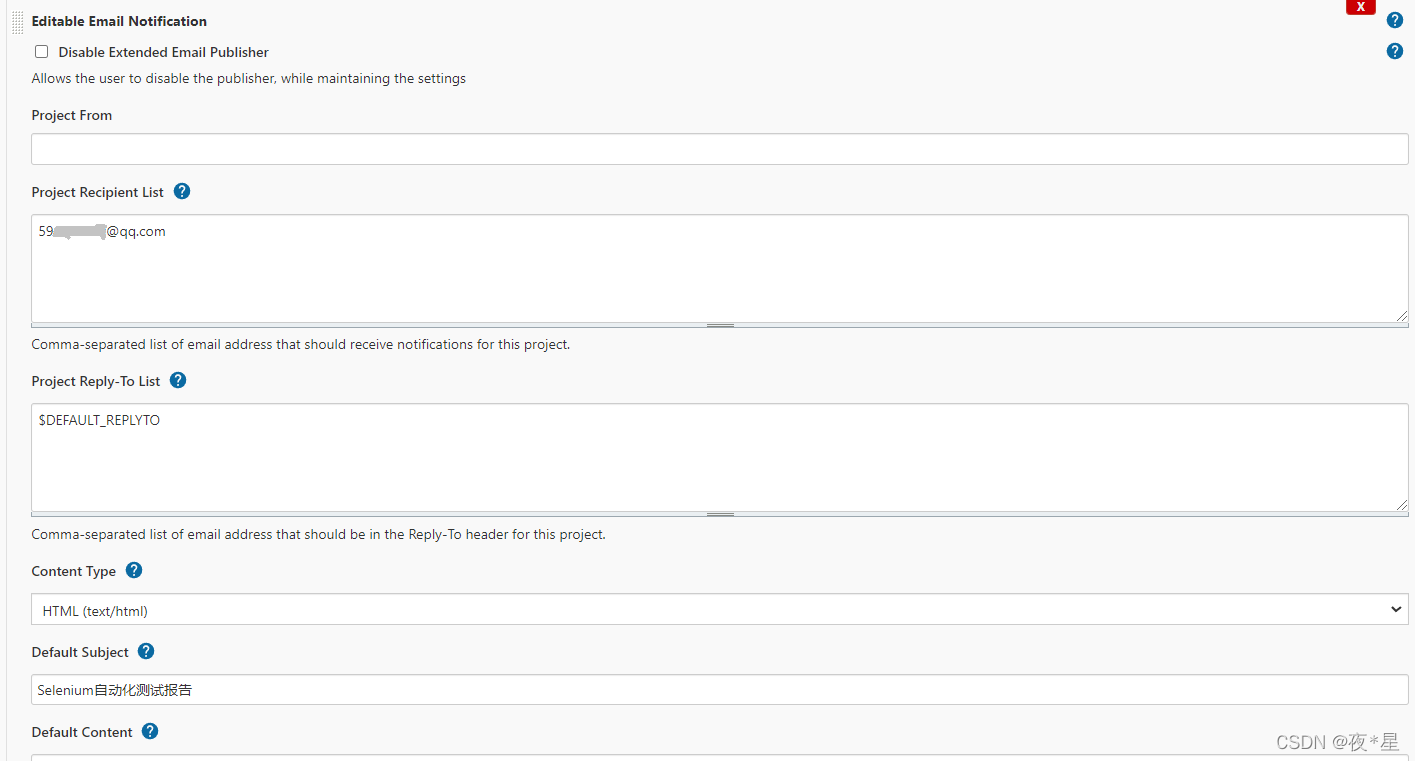 Editable Email Notification
X
?
Disable Extended Email Publisher
?
Allows the user to disable the publisher, while maintaining the settings
Project From
Project Recipient List ?
59 @qq.com
Comma-separated list of email address that should receive notifications for this project.
Project Reply-To List ?
$DEFAULT_REPLYTO
Comma-separated list of email address that should be in the Reply-To header for this project.
Content Type ?
HTML (text/html)
Default Subject ?
Selenium自动化测试报告
Default Content ?
CSDN @夜*星